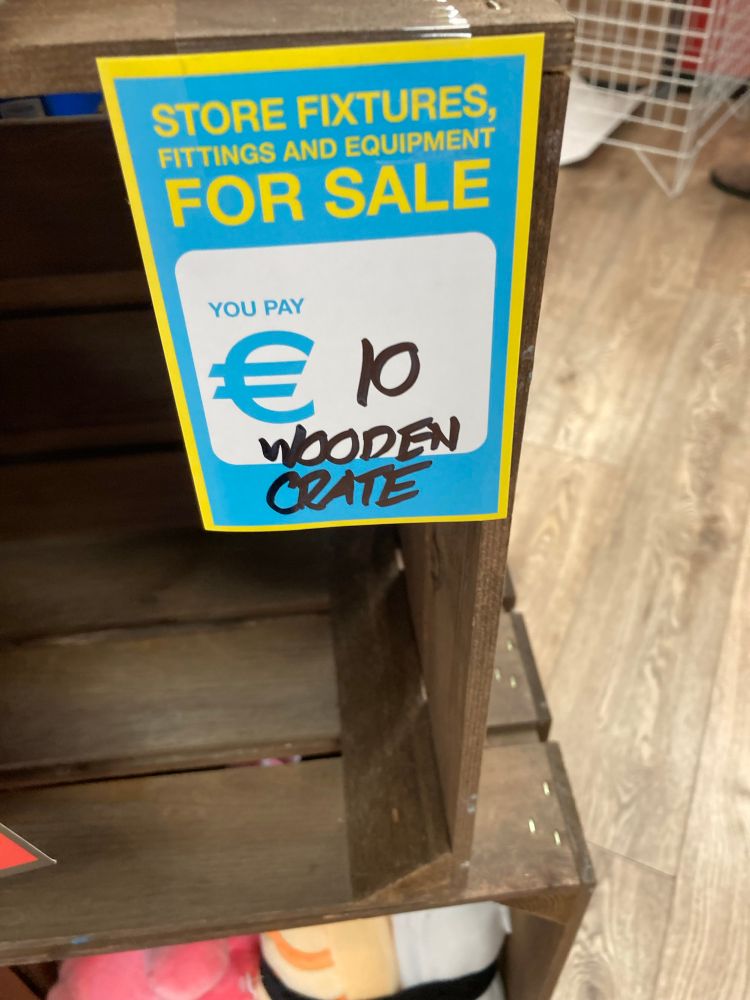 STORE FIXTURES,
FITTINGS AND EQUIPMENT
FOR SALE
YOU PAY
€ 10
WOODEN
CRATE